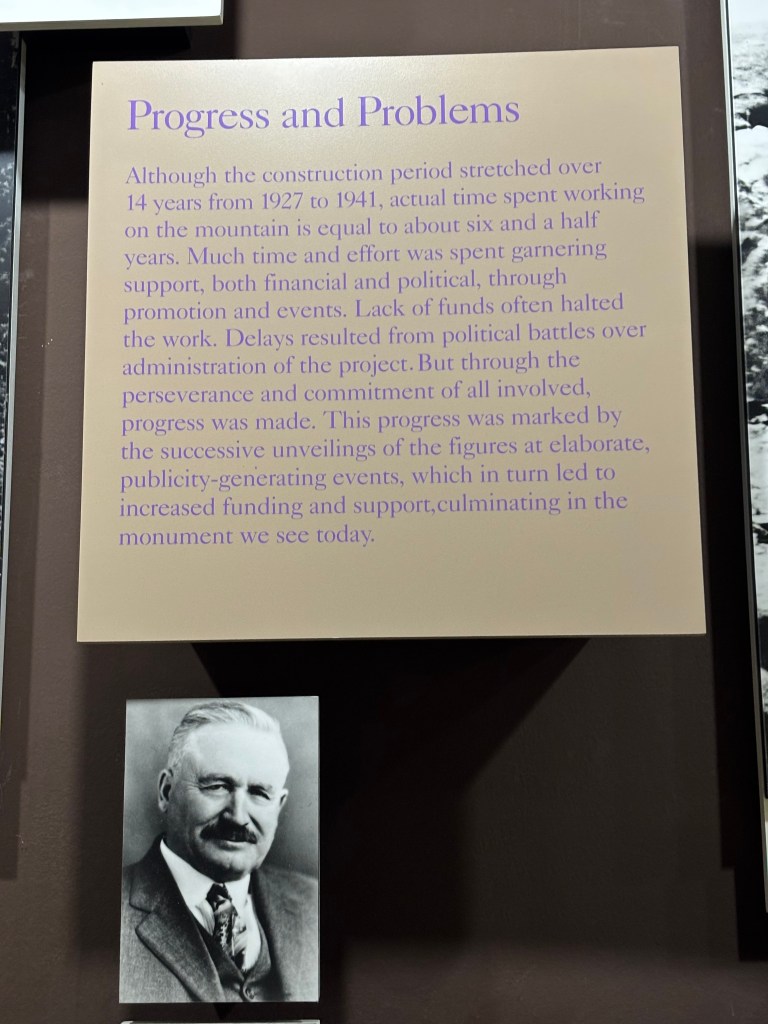 Progress and Problems
Although the construction period stretched over
14 years from 1927 to 1941, actual time spent working
on the mountain is equal to about six and a half
years. Much time and effort was spent garnering
support, both financial and political, through
promotion and events. Lack of funds often halted
the work. Delays resulted from political battles over
administration of the project. But through the
perseverance and commitment of all involved,
progress was made. This progress was marked by
the successive unveilings of the figures at elaborate,
publicity-generating events, which in turn led to
increased funding and support,culminating in the
monument we see today.